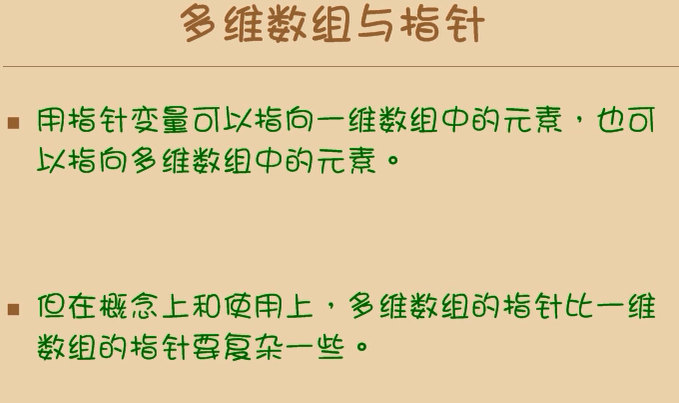 多维数组与指针
用指针变量可以指向一维数组中的元素，也可
以指向多维数组中的元素。
但在概念上和使用上，多维数组的指针比一维
数组的指针要复杂一些。